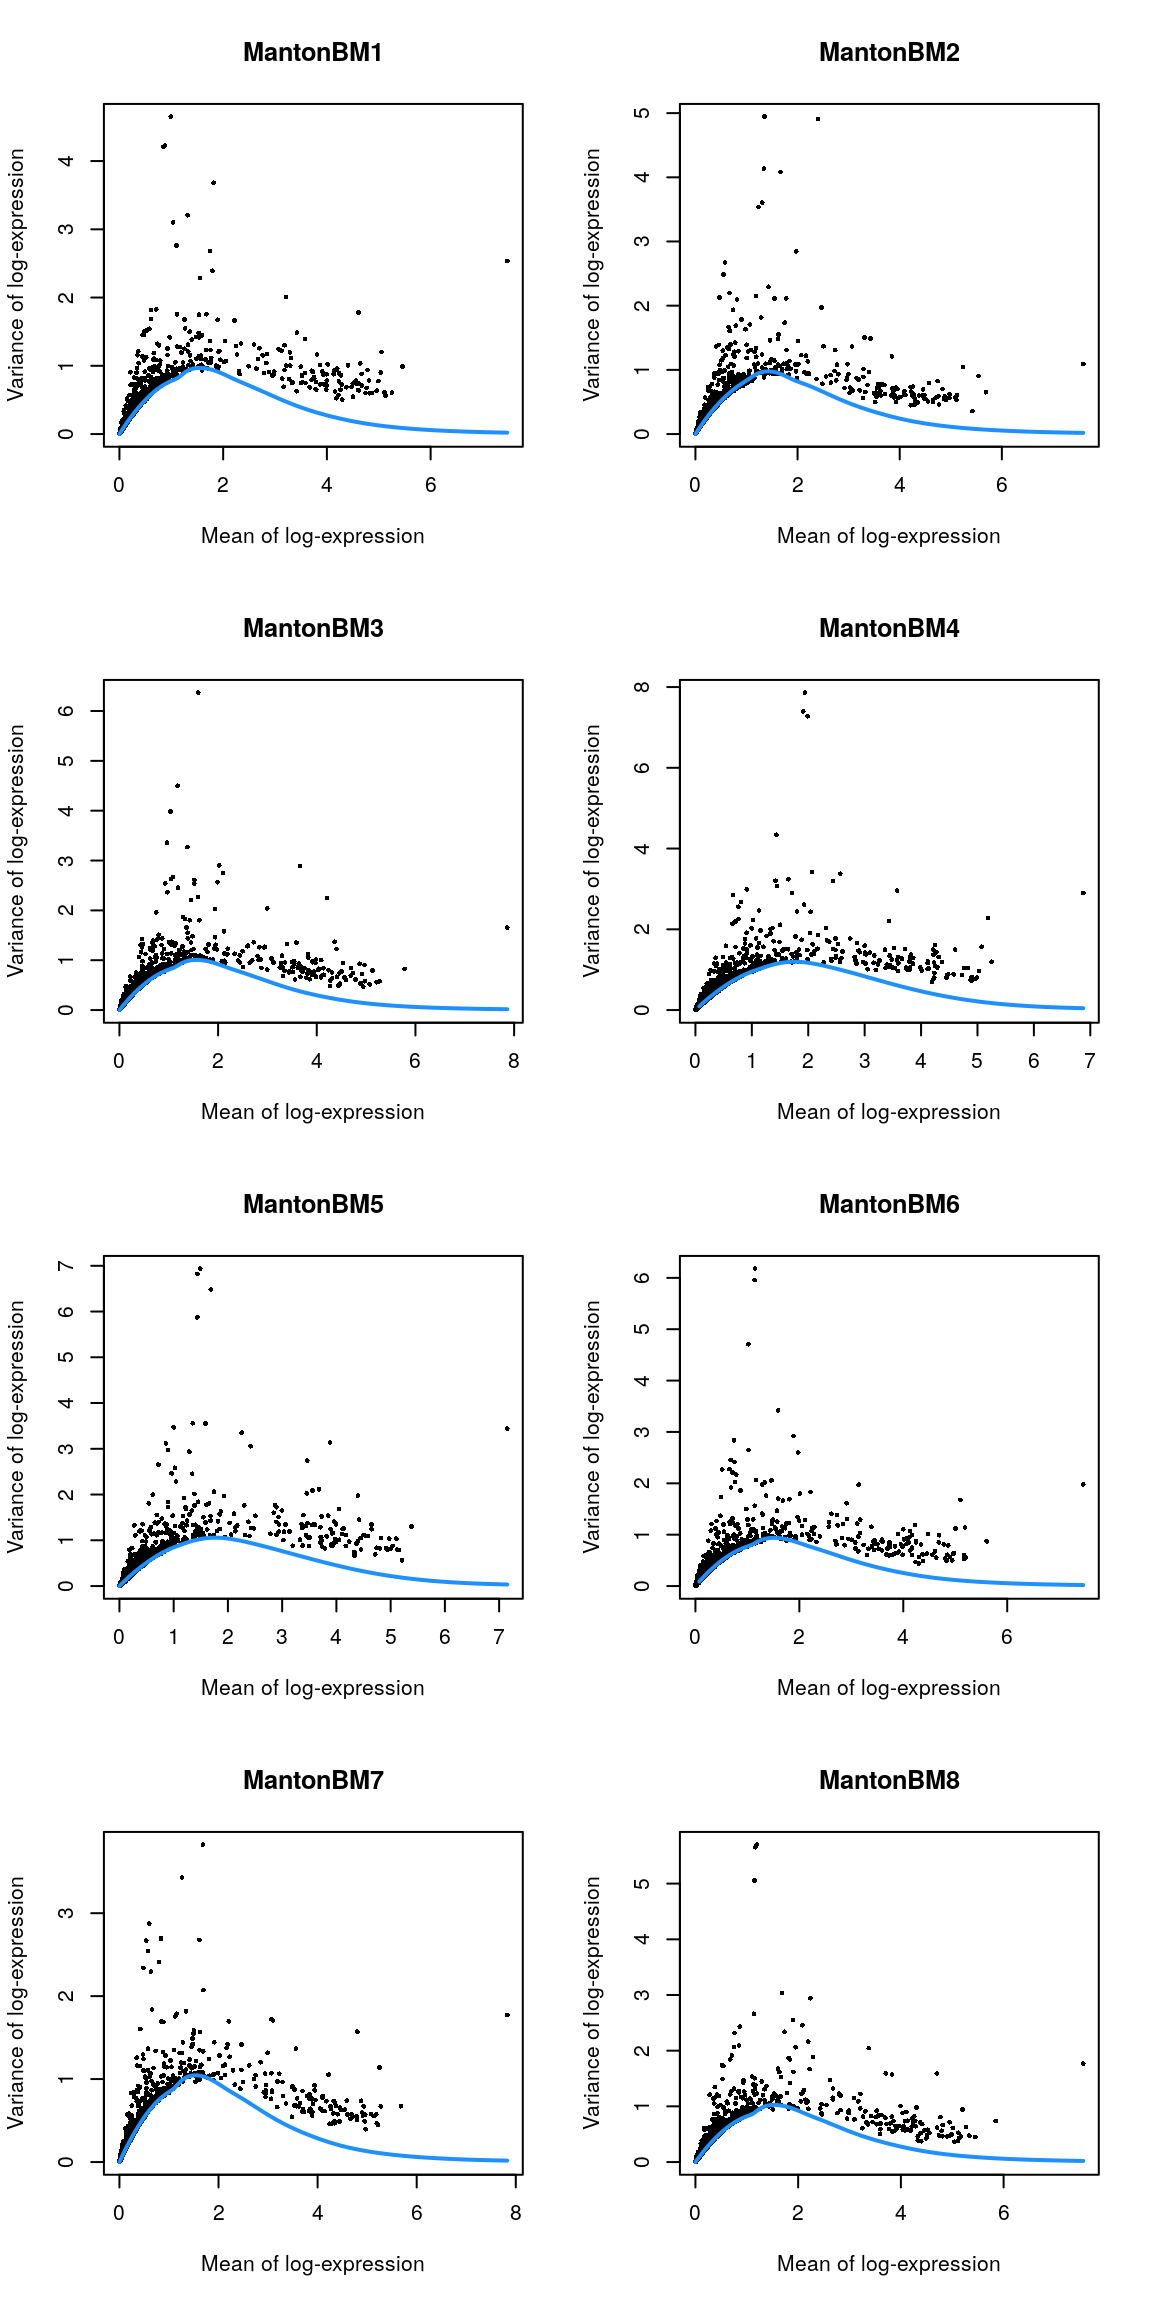 MantonBM1
Variance of log-expression
4
3
2
1
0
0 2 4 6
Mean of log-expression
MantonBM2
Variance of log-expression
5
4
3
2
1
0
0 2 4 6
Mean of log-expression
MantonBM3
Variance of log-expression
6
5
4
3
2
1
0
0 2 4 6 8
Mean of log-expression
MantonBM4
Variance of log-expression
8
6
4
2
0
0 1 2 3 4 5 6 7
Mean of log-expression
MantonBM5
Variance of log-expression
7
6
5
4
3
2
1
0
0 1 2 3 4 5 6 7
Mean of log-expression
MantonBM6
Variance of log-expression
6
5
4
3
2
1
0
0 2 4 6
Mean of log-expression
MantonBM7
Variance of log-expression
3
2
1
0
0 2 4 6 8
Mean of log-expression
MantonBM8
Variance of log-expression
5
4
3
2
1
0
0 2 4 6
Mean of log-expression